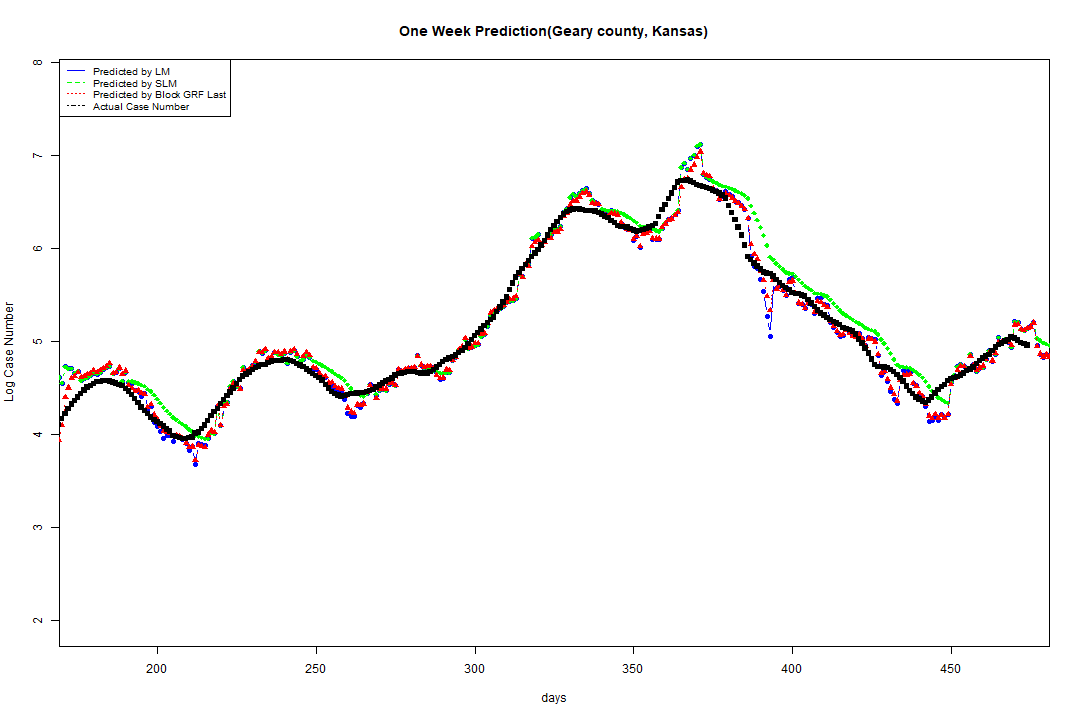 One Week Prediction(Geary county, Kansas)
Predicted by LM
Predicted by SLM
Predicted by Block GRF Last
Actual Case Number
8
7
6
5
4
3
2
Log Case Number
200 250 300 350 400 450
days